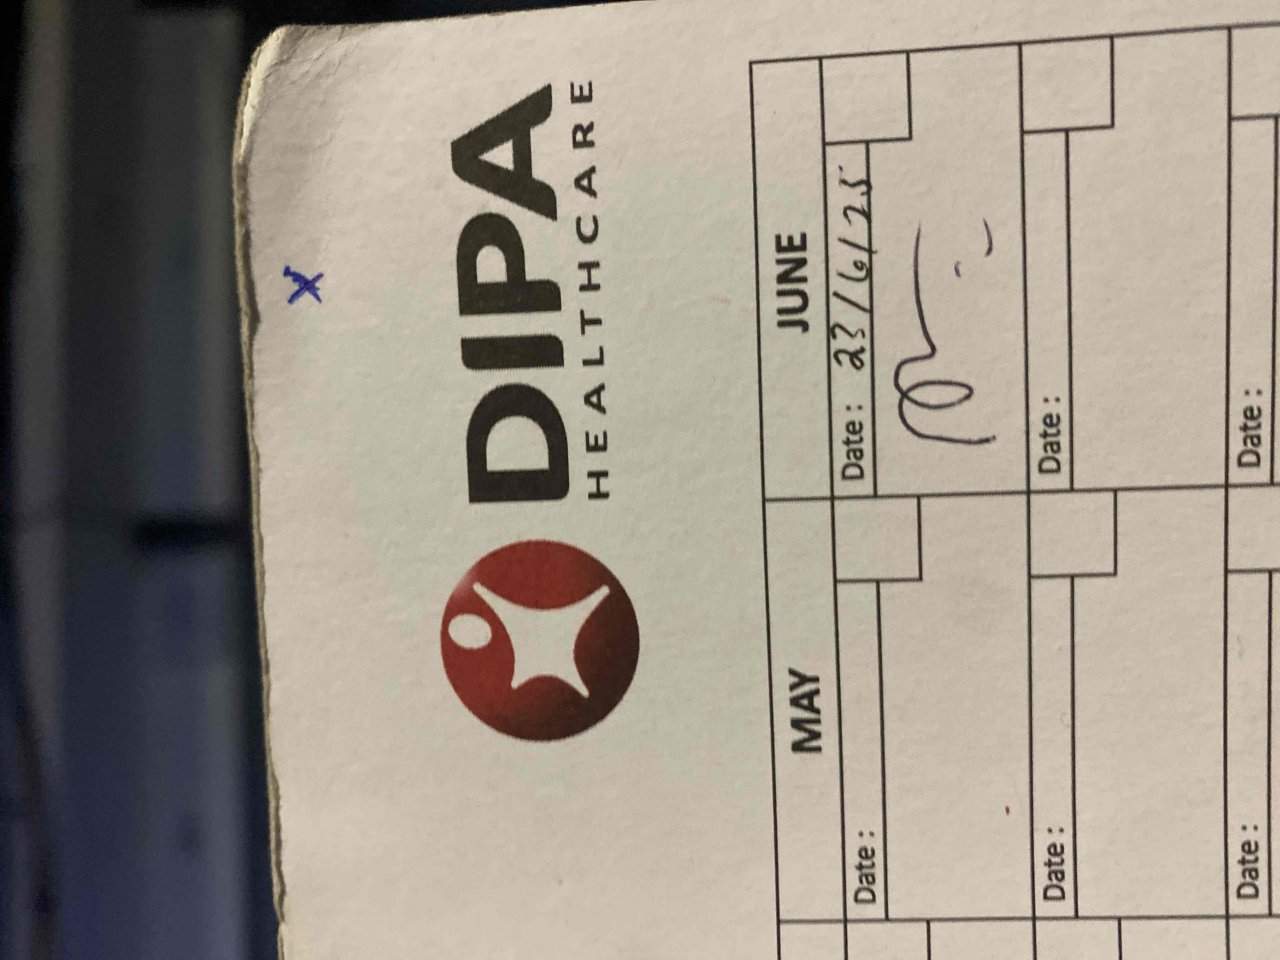 x
DIPA
HEALTHCARE
MAY JUNE
Date : Date : 23/6/25
Date : Date :
Date : Date :